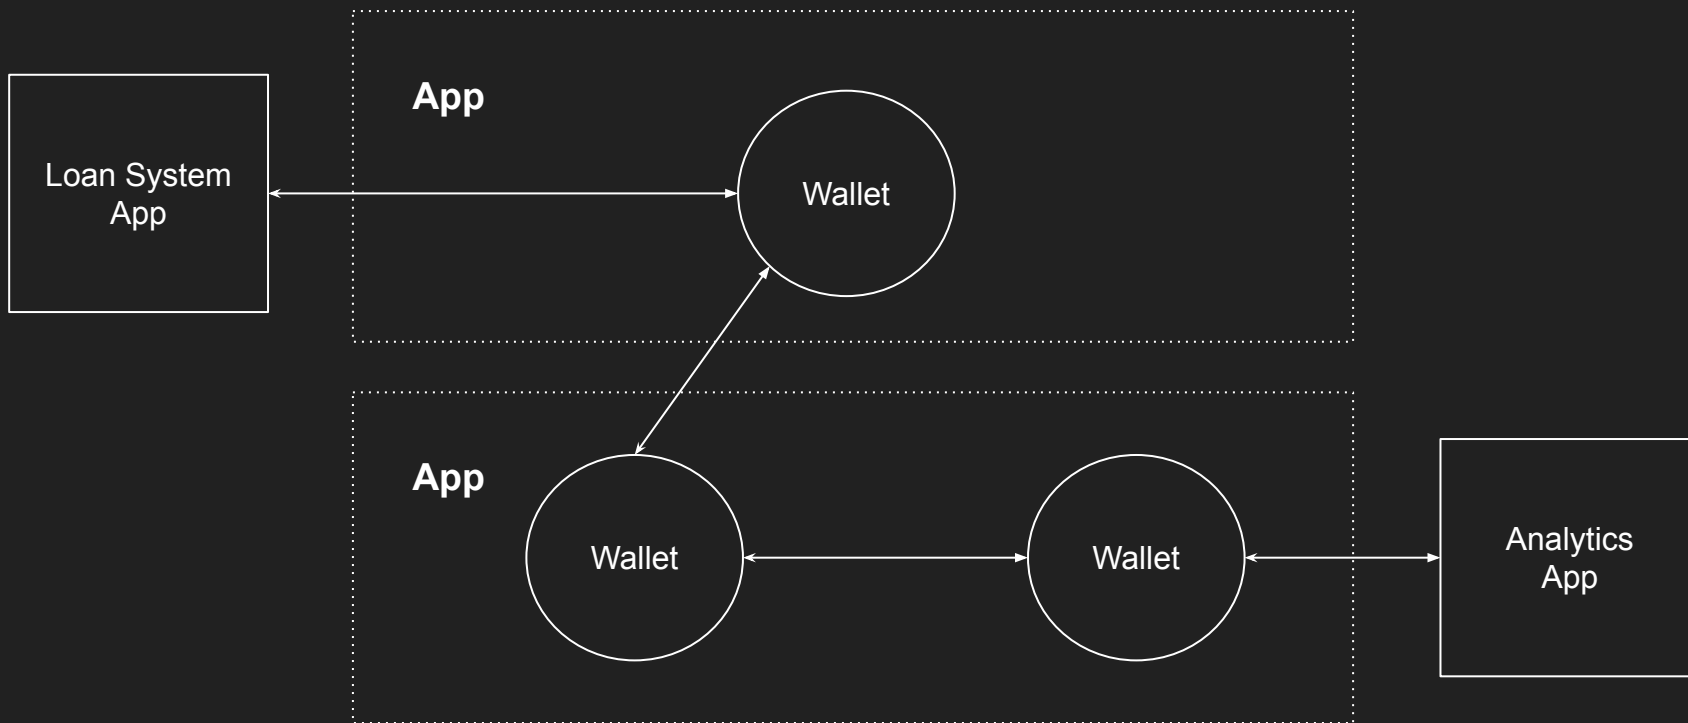 App
Loan System
App
Wallet
App
Wallet
Wallet
Analytics
App